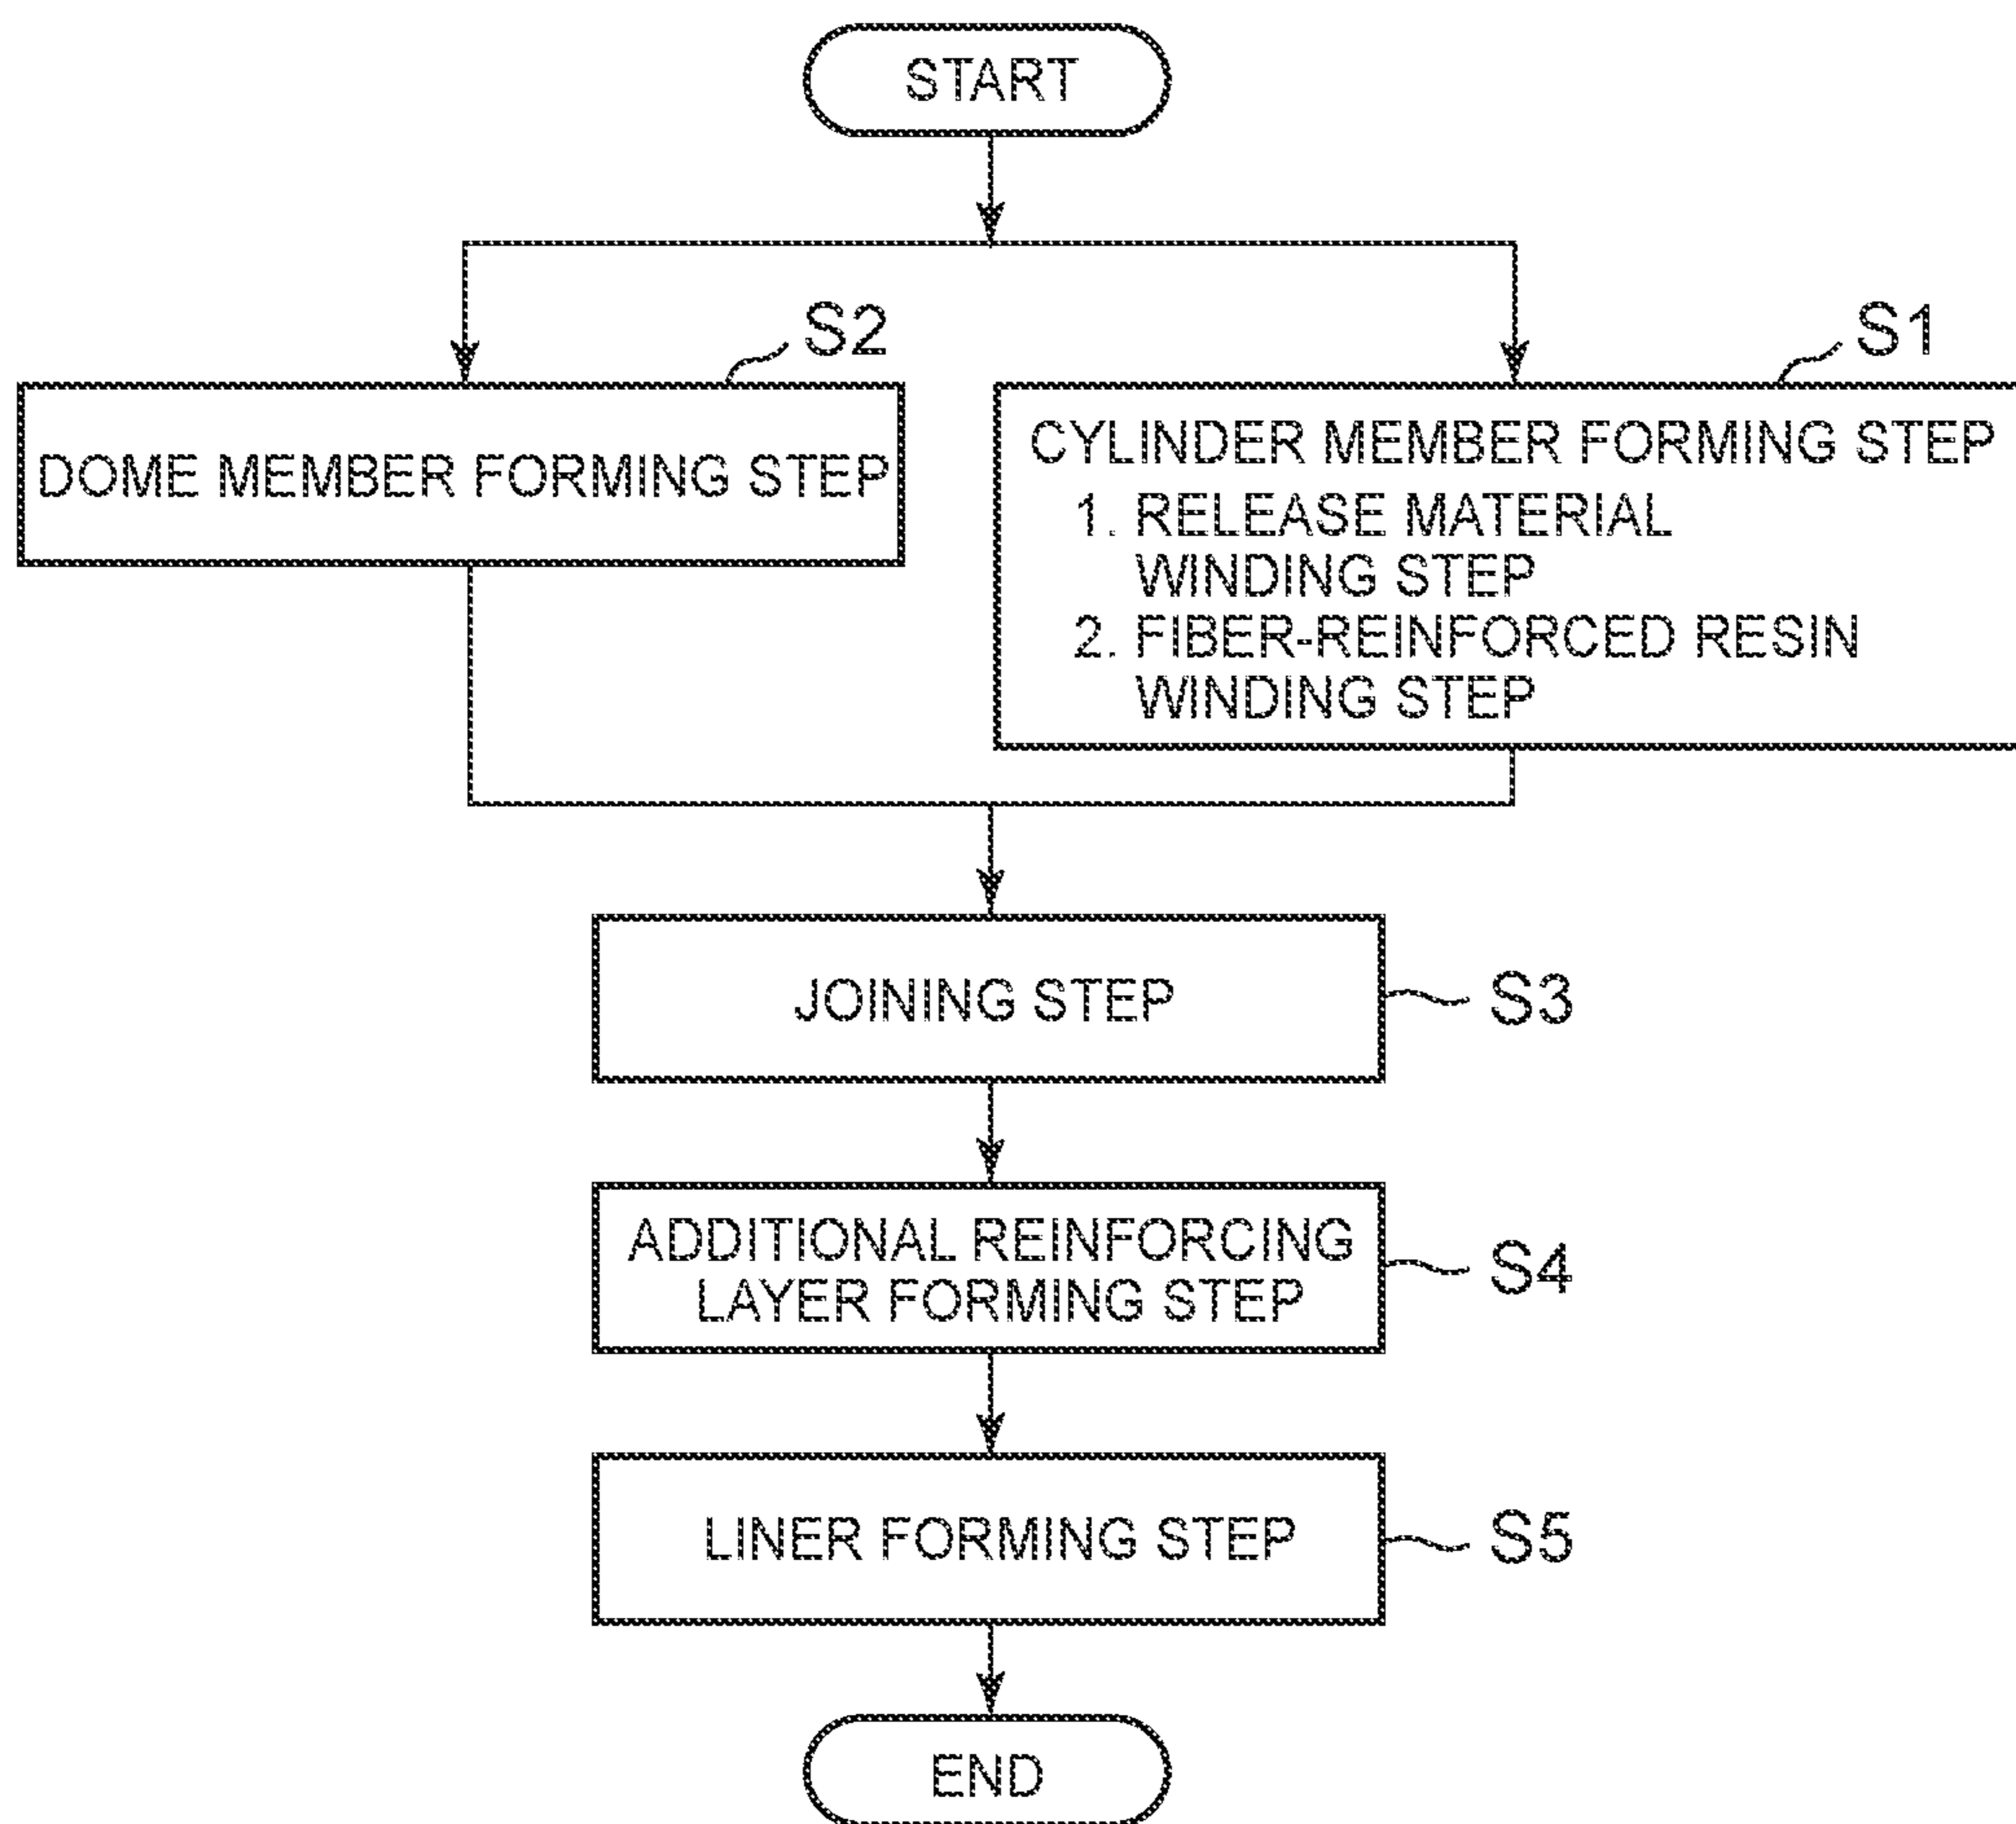 START
S2
S1
DOME MEMBER FORMING STEP
CYLINDER MEMBER FORMING STEP
1. RELEASE MATERIAL
WINDING STEP
2. FIBER-REINFORCED RESIN
WINDING STEP
JOINING STEP
S3
ADDITIONAL REINFORCING
LAYER FORMING STEP
S4
LINER FORMING STEP
S5
END